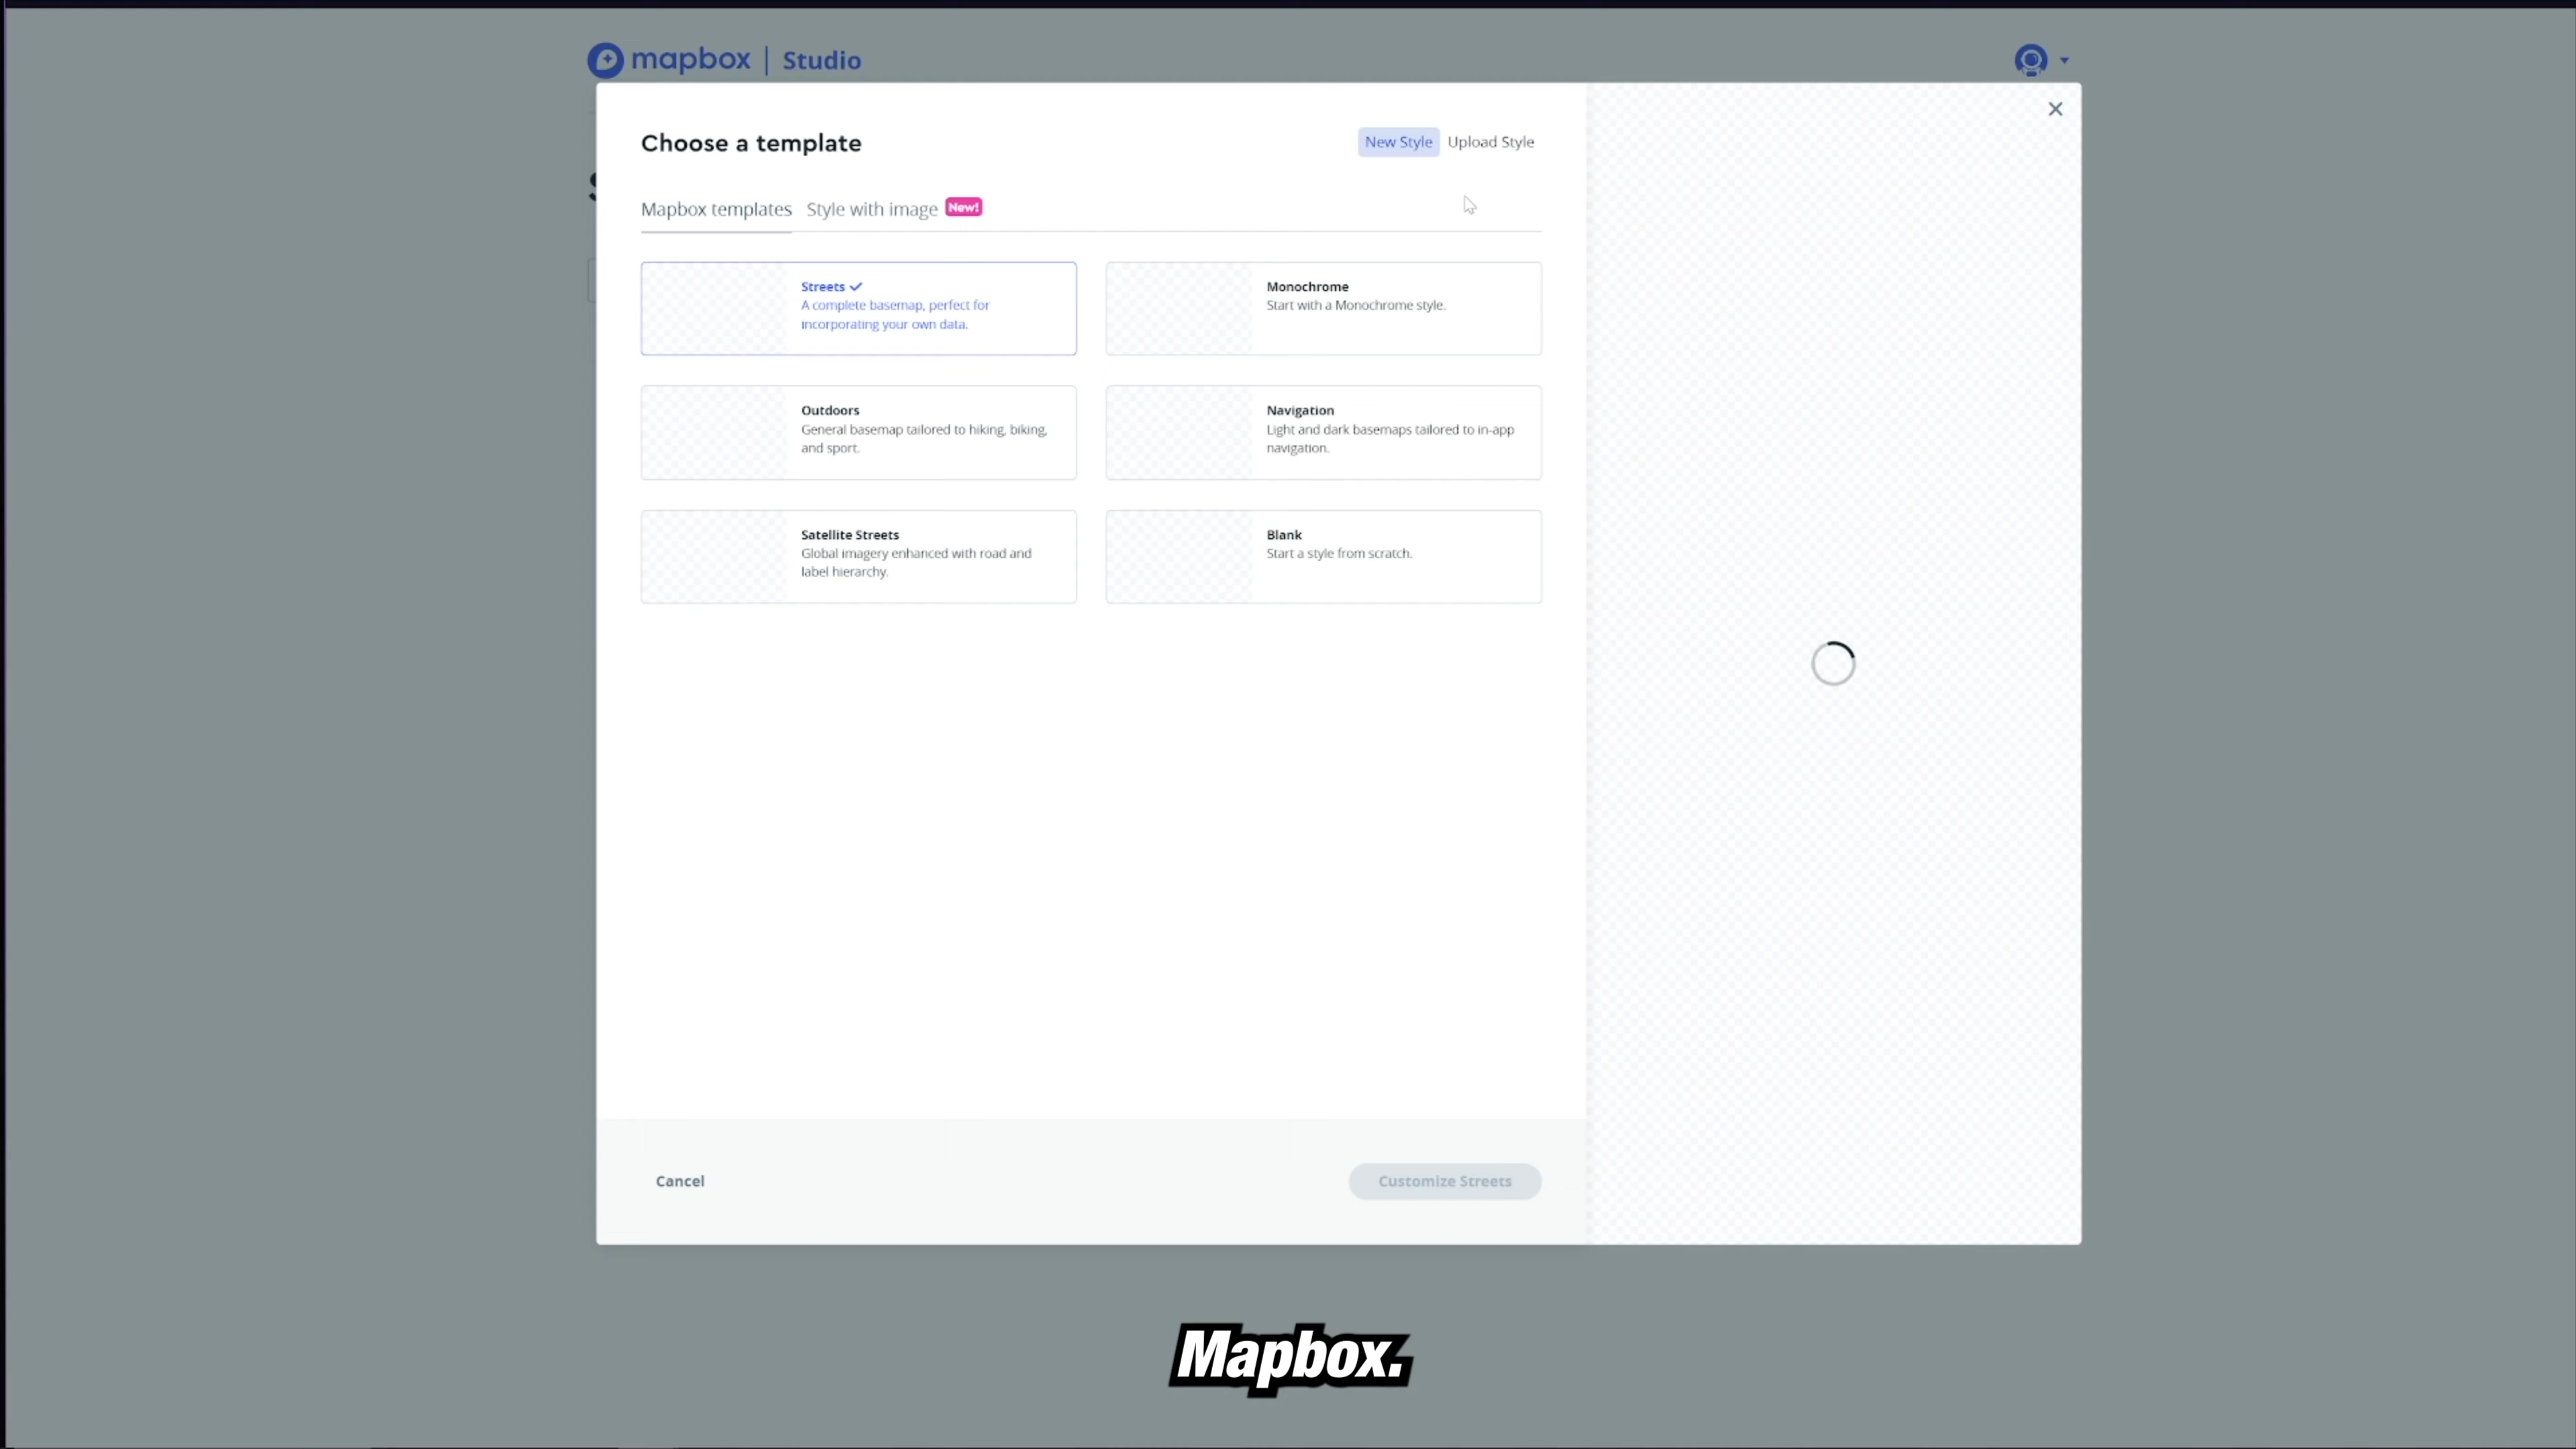 mapbox | Studio
Choose a template
New Style Upload Style
Mapbox templates Style with image New!
Streets
A complete basemap, perfect for
incorporating your own data.
Monochrome
Start with a Monochrome style.
Outdoors
General basemap tailored to hiking, biking,
and sport.
Navigation
Light and dark basemaps tailored to in-app
navigation.
Satellite Streets
Global imagery enhanced with road and
label hierarchy.
Blank
Start a style from scratch.
Cancel
Customize Streets
Mapbox.